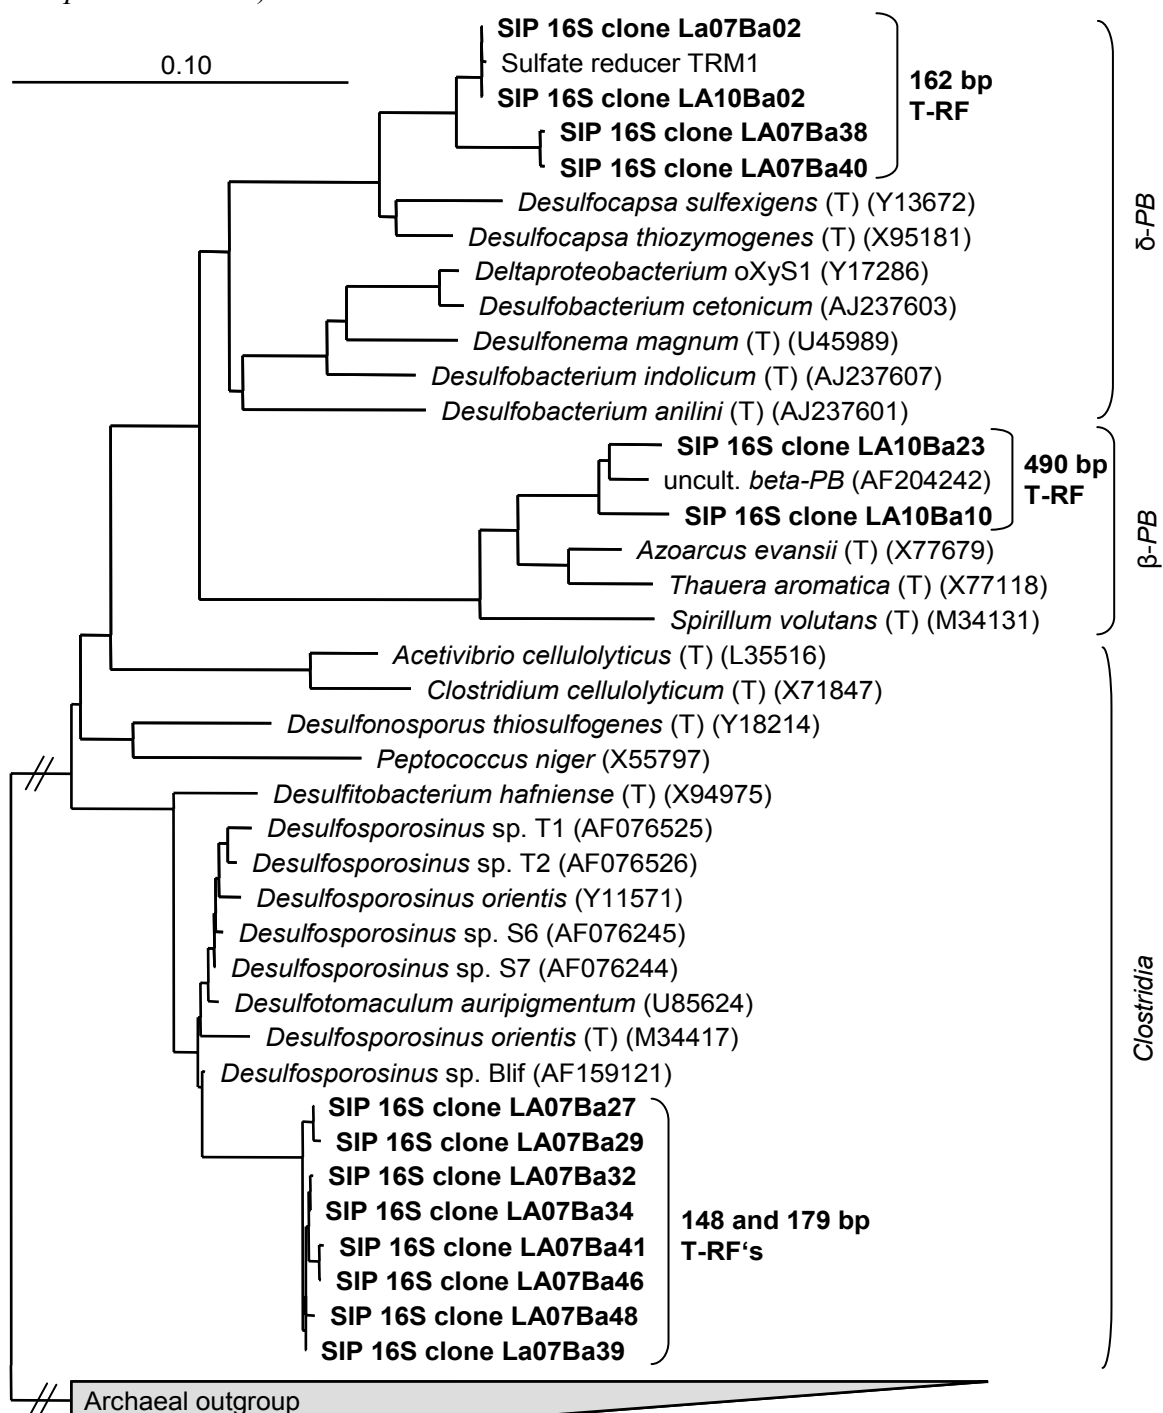 0.10
SIP 16S clone La07Ba02
Sulfate reducer TRM1
SIP 16S clone LA10Ba02
SIP 16S clone LA07Ba38
SIP 16S clone LA07Ba40
162 bp
T-RF
Desulfocapsa sulfexigens (T) (Y13672)
Desulfocapsa thiozymogenes (T) (X95181)
Deltaproteobacterium oXyS1 (Y17286)
Desulfobacterium cetonicum (AJ237603)
Desulfonema magnum (T) (U45989)
Desulfobacterium indolicum (T) (AJ237607)
Desulfobacterium anilini (T) (AJ237601)
δ-PB
SIP 16S clone LA10Ba23
uncult. beta-PB (AF204242)
SIP 16S clone LA10Ba10
490 bp
T-RF
Azoarcus evansii (T) (X77679)
Thauera aromatica (T) (X77118)
Spirillum volutans (T) (M34131)
β-PB
Acetivibrio cellulolyticus (T) (L35516)
Clostridium cellulolyticum (T) (X71847)
Desulfonosporus thiosulfogenes (T) (Y18214)
Peptococcus niger (X55797)
Desulfitobacterium hafniense (T) (X94975)
Desulfosporosinus sp. T1 (AF076525)
Desulfosporosinus sp. T2 (AF076526)
Desulfosporosinus orientis (Y11571)
Desulfosporosinus sp. S6 (AF076245)
Desulfosporosinus sp. S7 (AF076244)
Desulfotomaculum auripigmentum (U85624)
Desulfosporosinus orientis (T) (M34417)
Desulfosporosinus sp. Blif (AF159121)
SIP 16S clone LA07Ba27
SIP 16S clone LA07Ba29
SIP 16S clone LA07Ba32
SIP 16S clone LA07Ba34
SIP 16S clone LA07Ba41
SIP 16S clone LA07Ba46
SIP 16S clone LA07Ba48
SIP 16S clone La07Ba39
148 and 179 bp
T-RF‘s
Clostridia
Archaeal outgroup